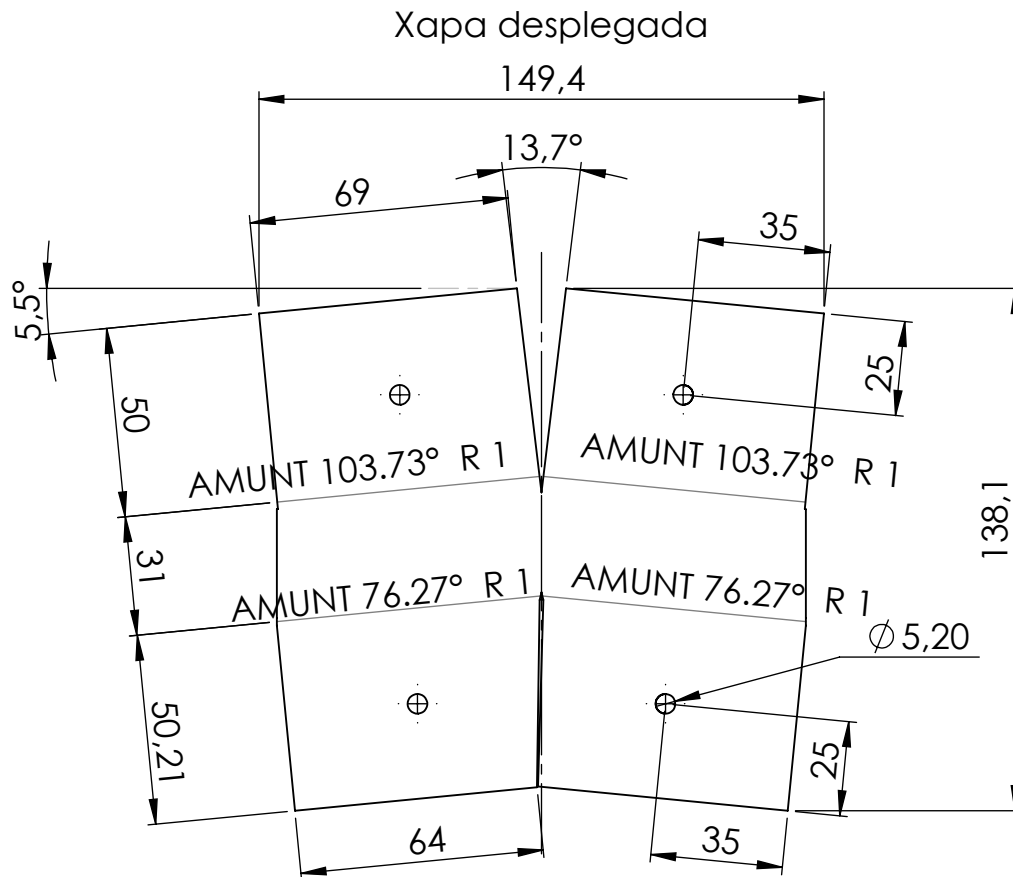 Xapa desplegada
149,4
13,7°
69
35
5,5°
25
50
AMUNT 103.73° R 1
AMUNT 103.73° R 1
138,1
31
AMUNT 76.27° R 1
AMUNT 76.27° R 1
∅ 5,20
50,21
25
64
35